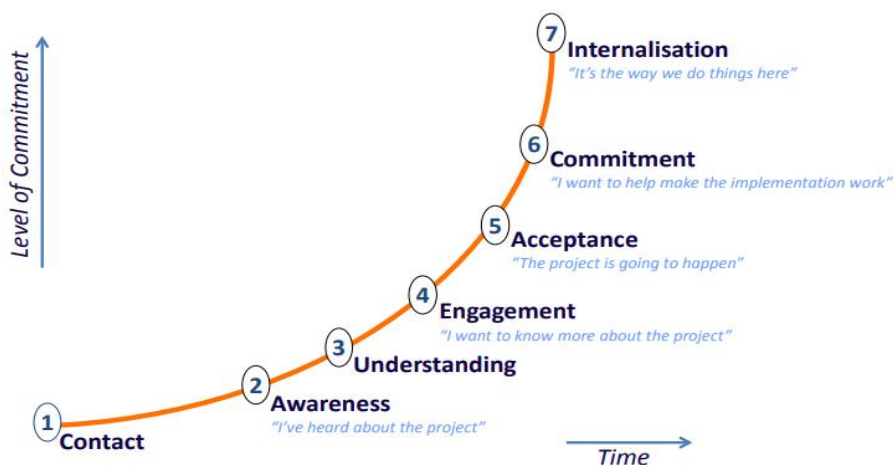 Level of Commitment
7
Internalisation
"It's the way we do things here"
6
Commitment
"I want to help make the implementation work"
5
Acceptance
"The project is going to happen"
4
Engagement
"I want to know more about the project"
3
Understanding
2
Awareness
"I've heard about the project"
1
Contact
Time